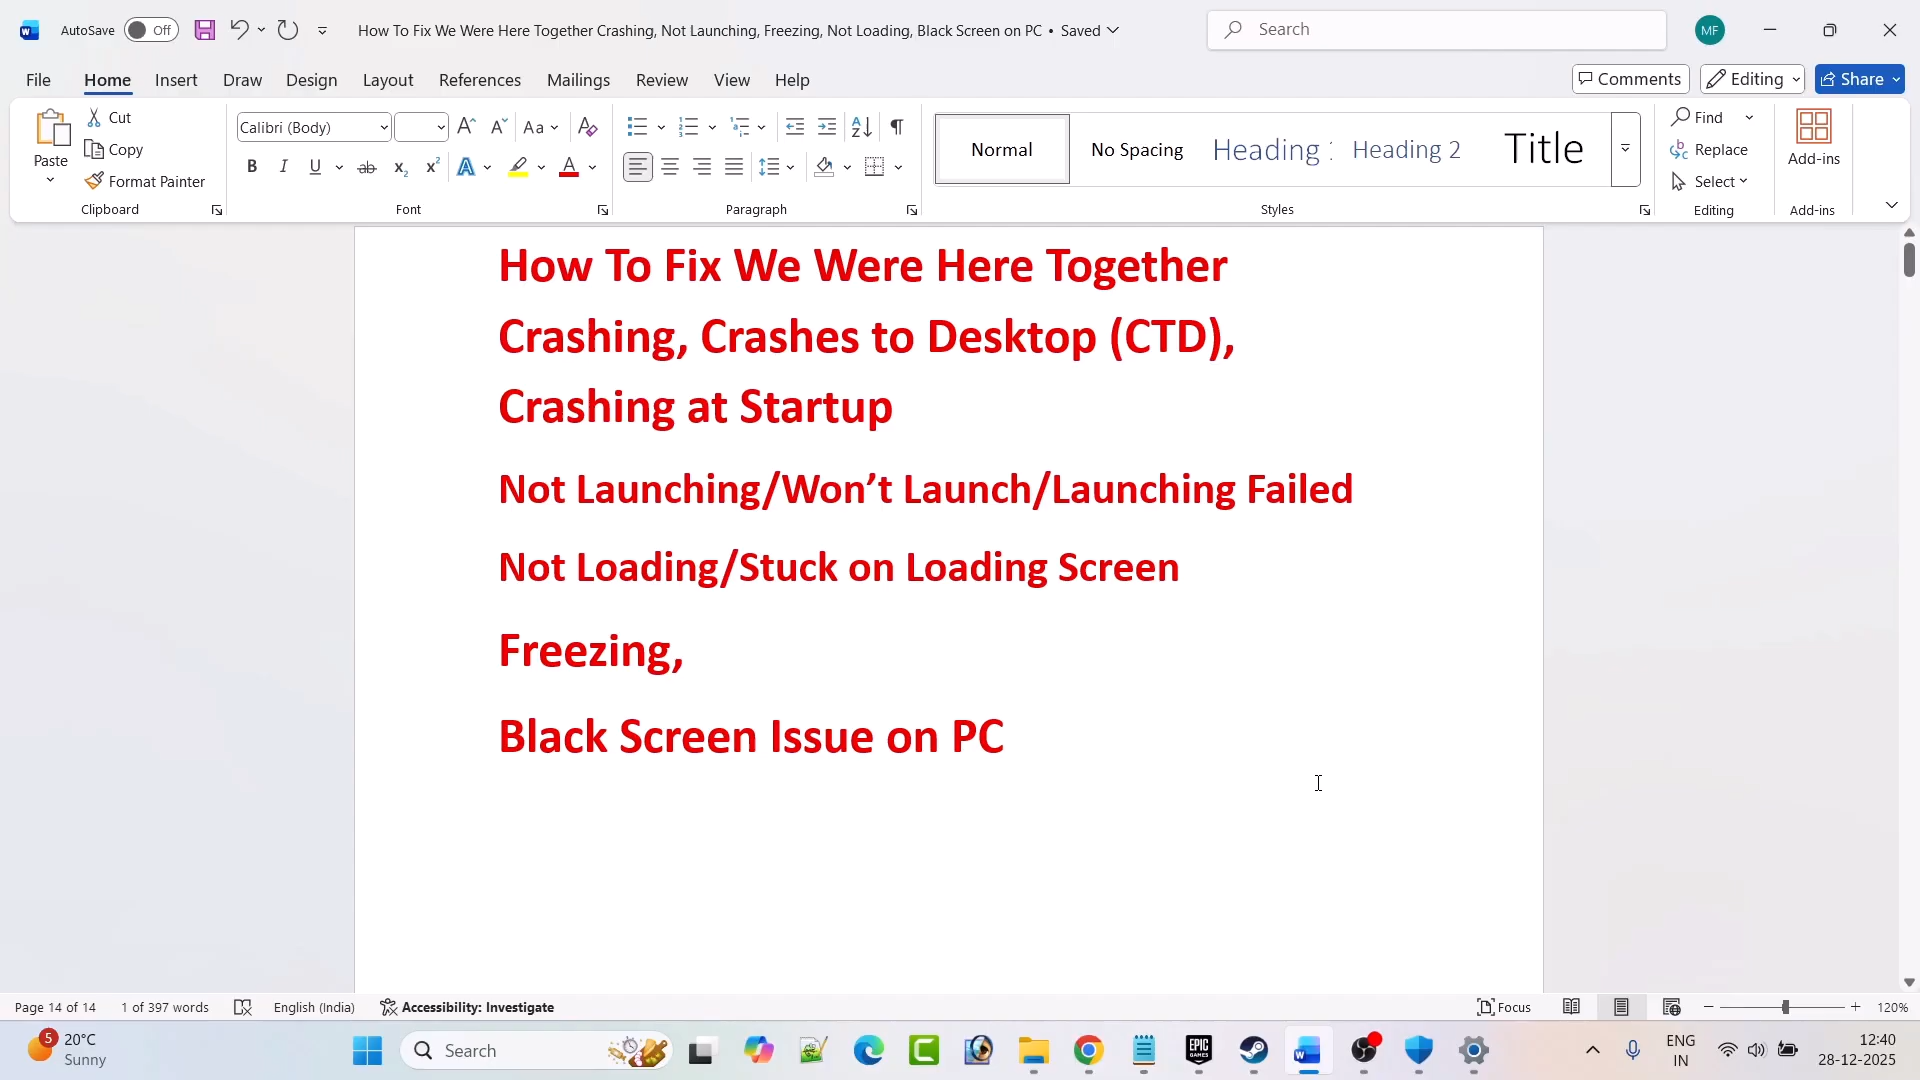 AutoSave Off
How To Fix We Were Here Together Crashing, Not Launching, Freezing, Not Loading, Black Screen on PC • Saved
Search
MF
File Home Insert Draw Design Layout References Mailings Review View Help
Comments Editing Share
Paste
Cut
Copy
Format Painter
Clipboard
Calibri (Body)
Font
Paragraph
Normal
No Spacing
Heading 1
Heading 2
Title
Styles
Find
Replace
Select
Editing
Add-ins
Add-ins
How To Fix We Were Here Together
Crashing, Crashes to Desktop (CTD),
Crashing at Startup
Not Launching/Won’t Launch/Launching Failed
Not Loading/Stuck on Loading Screen
Freezing,
Black Screen Issue on PC
Page 14 of 14 1 of 397 words English (India) Accessibility: Investigate Focus 120%
5
20°C
Sunny
Search
EPIC GAMES
ENG
IN
12:40
28-12-2025